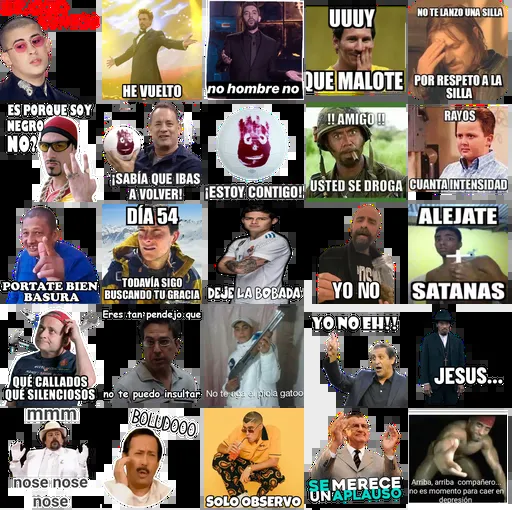 HE VUELTO
no hombre no
UUUY
QUE MALOTE
NO TE LANZO UNA SILLA
POR RESPETO A LA
SILLA
ES PORQUE SOY
NEGRO
NO?
¡SABÍA QUE IBAS
A VOLVER!
¡ESTOY CONTIGO!
!! AMIGO !!
USTED SE DROGA
RAYOS
CUANTA INTENSIDAD
PORTATE BIEN
BASURA
DÍA 54
TODAVÍA SIGO
BUSCANDO TU GRACIA
DEJE LA BOBADA
YO NO
ALEJATE
SATANAS
QUÉ CALLADOS
QUÉ SILENCIOSOS
Eres tan pendejo que
no te puedo insultar
YO NO EH!!
JESUS...
mmm
nose nose
nose
BOLUDOOO
SOLO OBSERVO
SE MERECE
UN APLAUSO
Arriba, arriba compañero...
no es momento para caer en
depresión